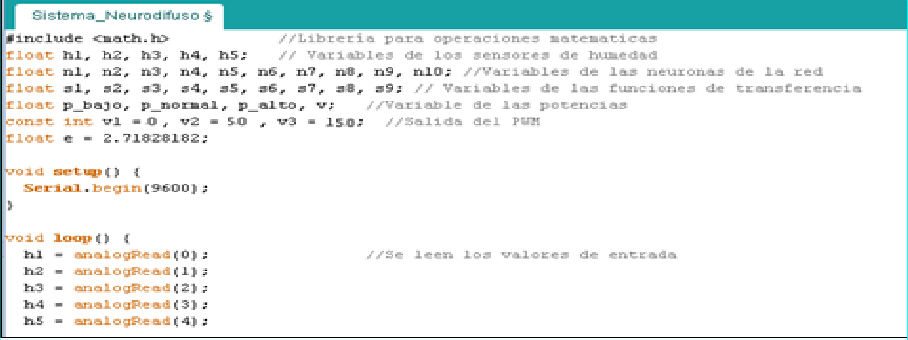 Sistema_Neurodifuso §
#include <math.h> //Libreria para operaciones matematicas
float h1, h2, h3, h4, h5; // Variables de los sensores de humedad
float n1, n2, n3, n4, n5, n6, n7, n8, n9, n10; //Variables de las neuronas de la red
float s1, s2, s3, s4, s5, s6, s7, s8, s9; // Variables de las funciones de transferencia
float p_bajo, p_normal, p_alto, v; //Variable de las potencias
const int v1 = 0, v2 = 50 , v3 = 150; //Salida del PWM
float e = 2.71828182;
void setup() {
Serial.begin(9600);
}
void loop() {
h1 = analogRead(0); //Se leen los valores de entrada
h2 = analogRead(1);
h3 = analogRead(2);
h4 = analogRead(3);
h5 = analogRead(4);